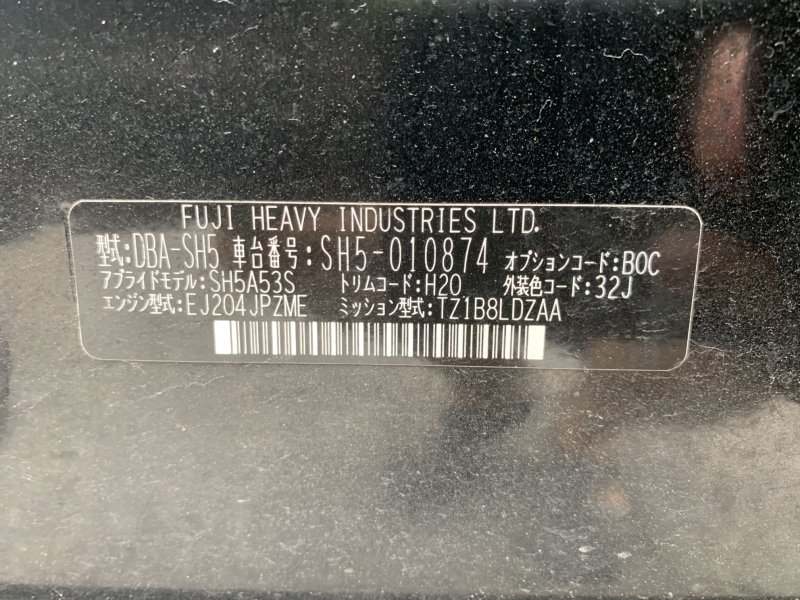 FUJI HEAVY INDUSTRIES LTD.
型式:DBA-SH5 車台番号:SH5-010874 オプションコード:BOC
アプライドモデル:SH5A53S トリムコード:H20 外装色コード:32J
エンジン型式:EJ204JPZME ミッション型式:TZ1B8LDZAA